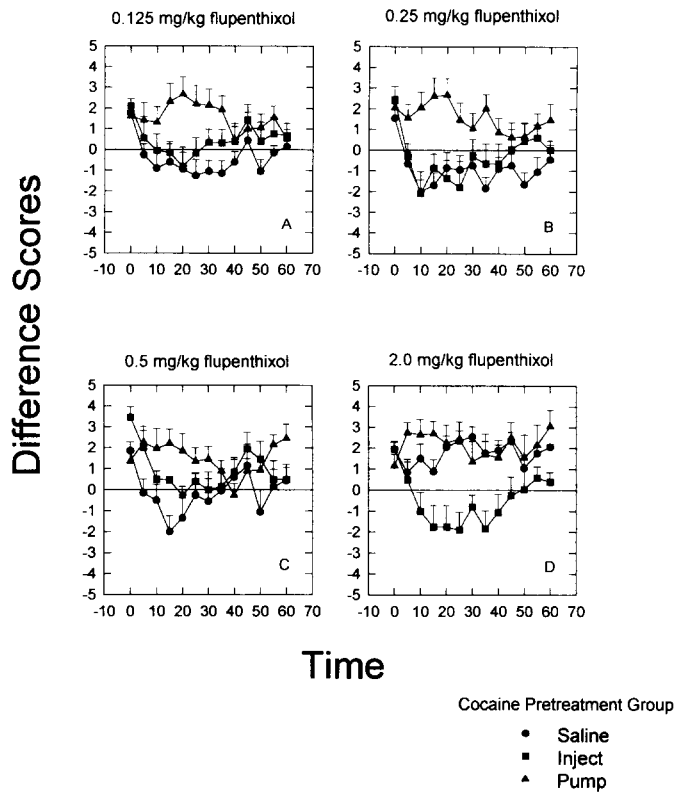 0.125 mg/kg flupenthixol
0.25 mg/kg flupenthixol
5
4
3
2
1
0
-1
-2
-3
-4
-5
A
-10 0 10 20 30 40 50 60 70
5
4
3
2
1
0
-1
-2
-3
-4
-5
B
-10 0 10 20 30 40 50 60 70
Difference Scores
0.5 mg/kg flupenthixol
2.0 mg/kg flupenthixol
5
4
3
2
1
0
-1
-2
-3
-4
-5
C
-10 0 10 20 30 40 50 60 70
5
4
3
2
1
0
-1
-2
-3
-4
-5
D
-10 0 10 20 30 40 50 60 70
Time
Cocaine Pretreatment Group
Saline
Inject
Pump